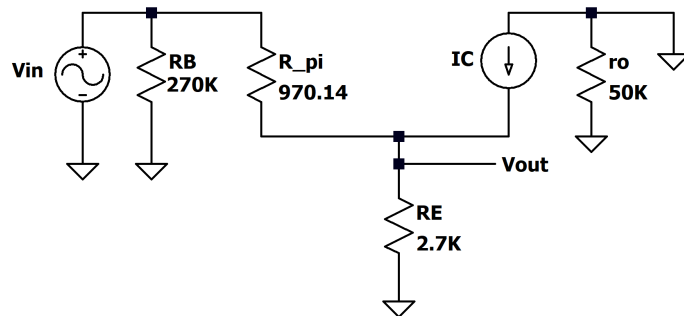 Vin
RB
270K
R_pi
970.14
IC
ro
50K
Vout
RE
2.7K